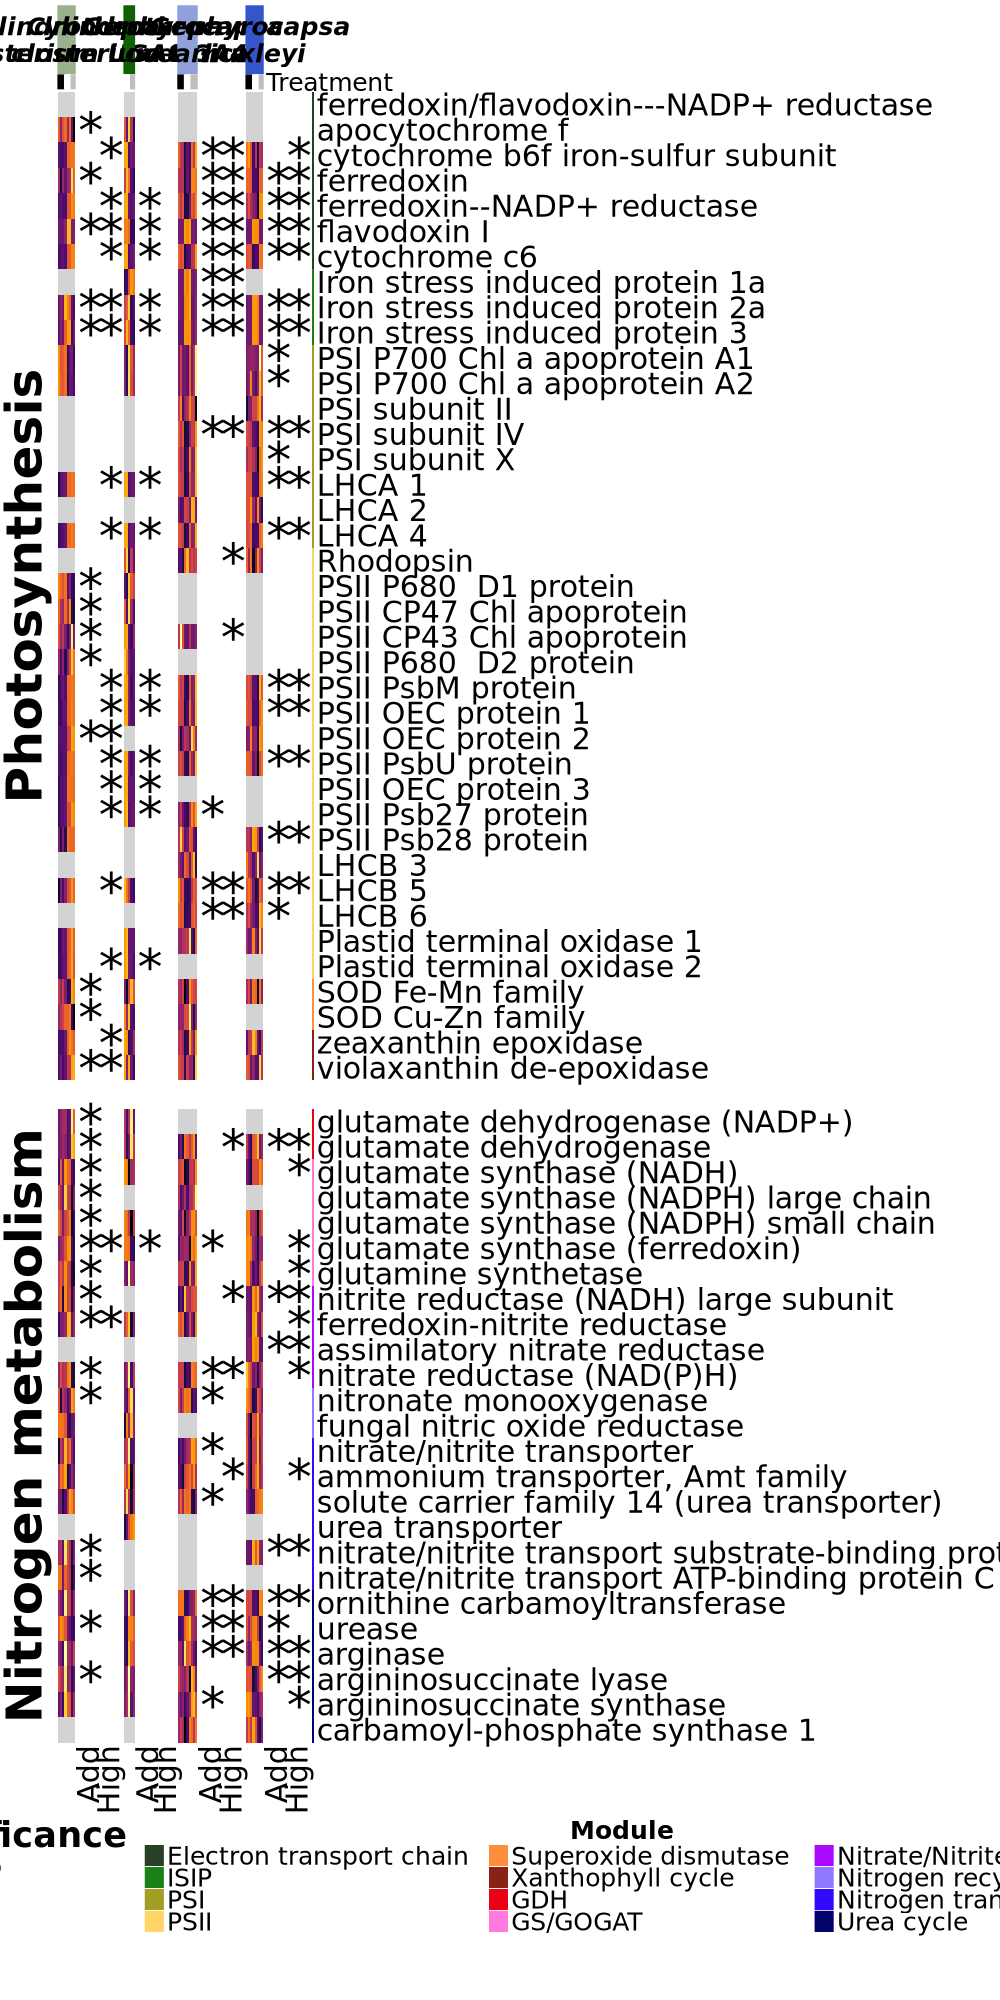 capsa
huxleyi
Treatment
ferredoxin/flavodoxin---NADP+ reductase
apocytochrome f
cytochrome b6f iron-sulfur subunit
ferredoxin
ferredoxin--NADP+ reductase
flavodoxin I
cytochrome c6
Iron stress induced protein 1a
Iron stress induced protein 2a
Iron stress induced protein 3
PSI P700 Chl a apoprotein A1
PSI P700 Chl a apoprotein A2
PSI subunit II
PSI subunit IV
PSI subunit X
LHCA 1
LHCA 2
LHCA 4
Rhodopsin
PSII P680 D1 protein
PSII CP47 Chl apoprotein
PSII CP43 Chl apoprotein
PSII P680 D2 protein
PSII PsbM protein
PSII OEC protein 1
PSII OEC protein 2
PSII PsbU protein
PSII OEC protein 3
PSII Psb27 protein
PSII Psb28 protein
LHCB 3
LHCB 5
LHCB 6
Plastid terminal oxidase 1
Plastid terminal oxidase 2
SOD Fe-Mn family
SOD Cu-Zn family
zeaxanthin epoxidase
violaxanthin de-epoxidase
Photosynthesis
glutamate dehydrogenase (NADP+)
glutamate dehydrogenase
glutamate synthase (NADH)
glutamate synthase (NADPH) large chain
glutamate synthase (NADPH) small chain
glutamate synthase (ferredoxin)
glutamine synthetase
nitrite reductase (NADH) large subunit
ferredoxin-nitrite reductase
assimilatory nitrate reductase
nitrate reductase (NAD(P)H)
nitronate monooxygenase
fungal nitric oxide reductase
nitrate/nitrite transporter
ammonium transporter, Amt family
solute carrier family 14 (urea transporter)
urea transporter
nitrate/nitrite transport substrate-binding prot
nitrate/nitrite transport ATP-binding protein C
ornithine carbamoyltransferase
urease
arginase
argininosuccinate lyase
argininosuccinate synthase
carbamoyl-phosphate synthase 1
Nitrogen metabolism
Add High Add High Add High Add High
icance
Module
Electron transport chain
ISIP
PSI
PSII
Superoxide dismutase
Xanthophyll cycle
GDH
GS/GOGAT
Nitrate/Nitrite
Nitrogen recy
Nitrogen tran
Urea cycle